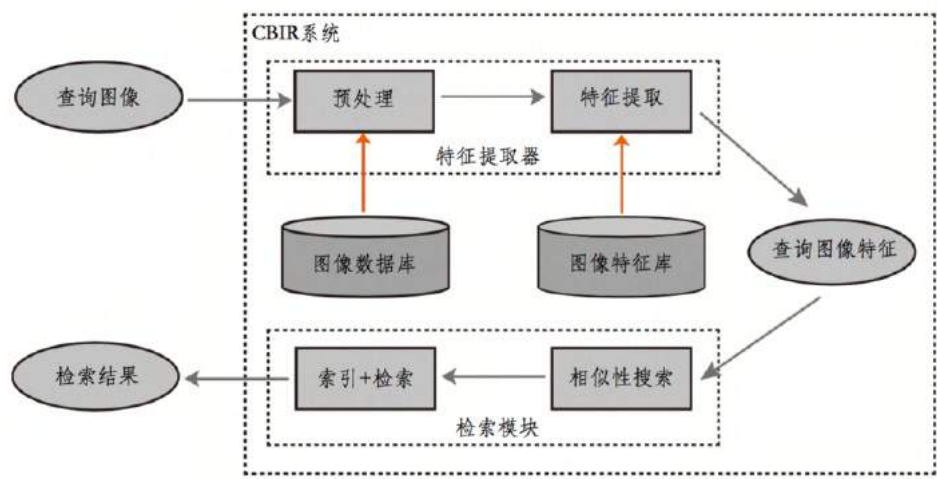 CBIR系统
查询图像
预处理
特征提取
特征提取器
图像数据库
图像特征库
查询图像特征
检索结果
索引+检索
相似性搜索
检索模块